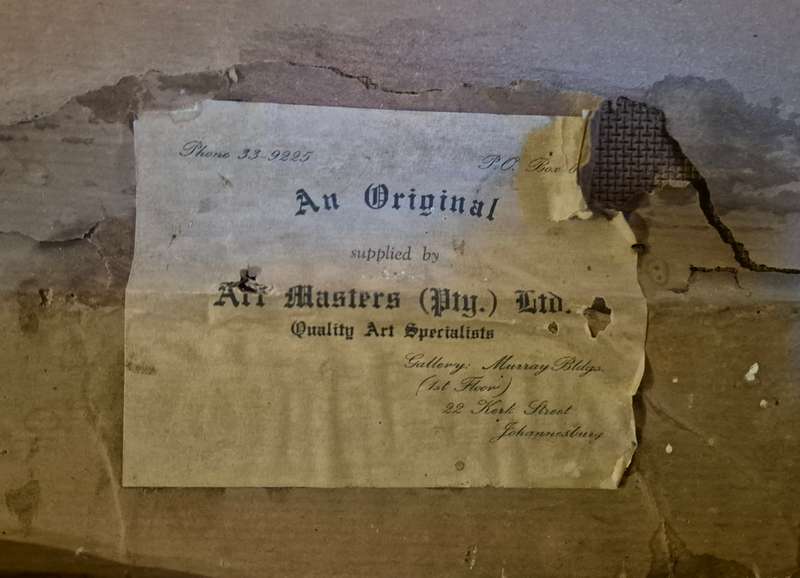 Phone 33-9225
P.O. Box
An Original
supplied by
Art Masters (Pty.) Ltd.
Quality Art Specialists
Gallery: Murray Bldgs.
(1st Floor)
22 Kerk Street
Johannesburg